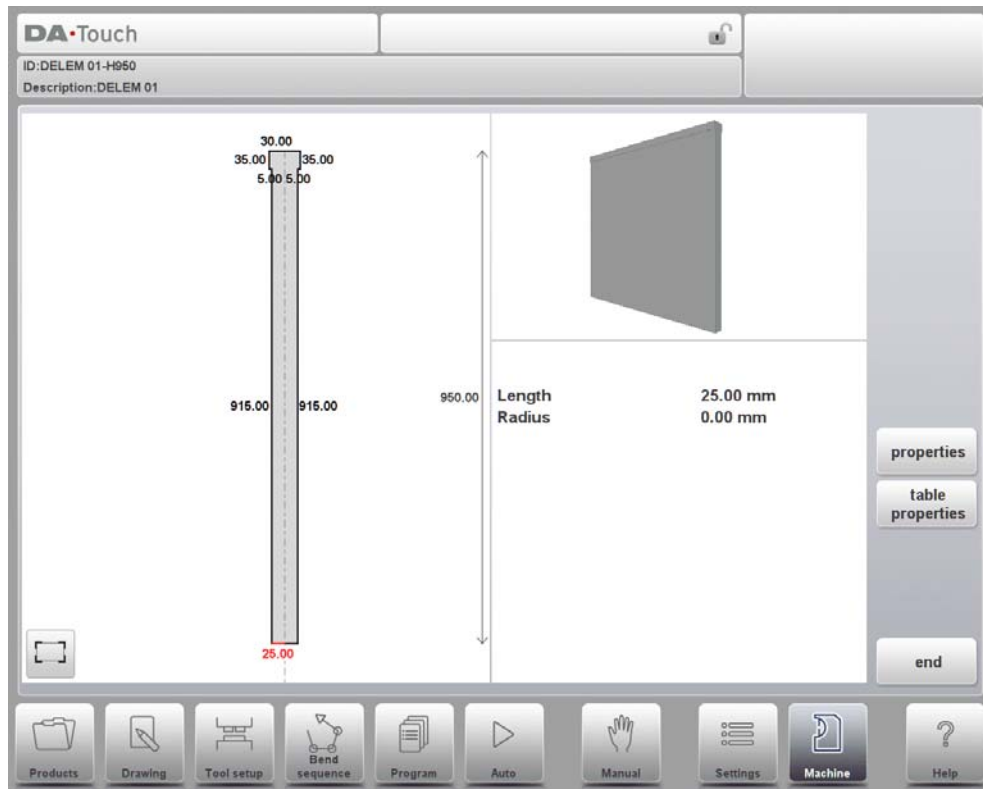 DA•Touch
ID:DELEM 01-H950
Description:DELEM 01
30.00
35.00 35.00
5.00 5.00
915.00 915.00
950.00
25.00
Length 25.00 mm
Radius 0.00 mm
properties
table
properties
end
Products
Drawing
Tool setup
Bend
sequence
Program
Auto
Manual
Settings
Machine
?
Help